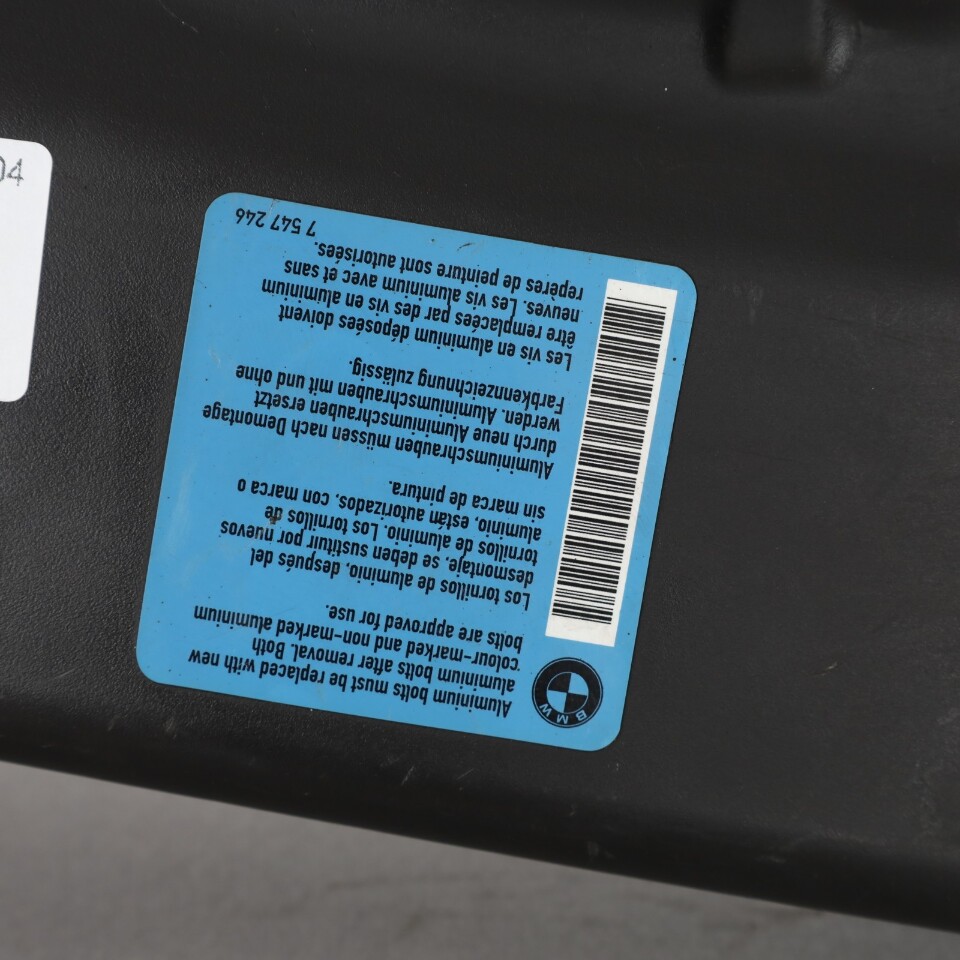 BMW
Aluminium bolts must be replaced with new
aluminium bolts after removal. Both
colour-marked and non-marked aluminium
bolts are approved for use.
Los tornillos de aluminio, después del
desmontaje, se deben sustituir por nuevos
tornillos de aluminio. Los tornillos de
aluminio, están autorizados, con marca o
sin marca de pintura.
Aluminiumschrauben müssen nach Demontage
durch neue Aluminiumschrauben ersetzt
werden. Aluminiumschrauben mit und ohne
Farbkennzeichnung zulässig.
Les vis en aluminium déposées doivent
être remplacées par des vis en aluminium
neuves. Les vis aluminium avec et sans
repères de peinture sont autorisées.
7 547 246
04